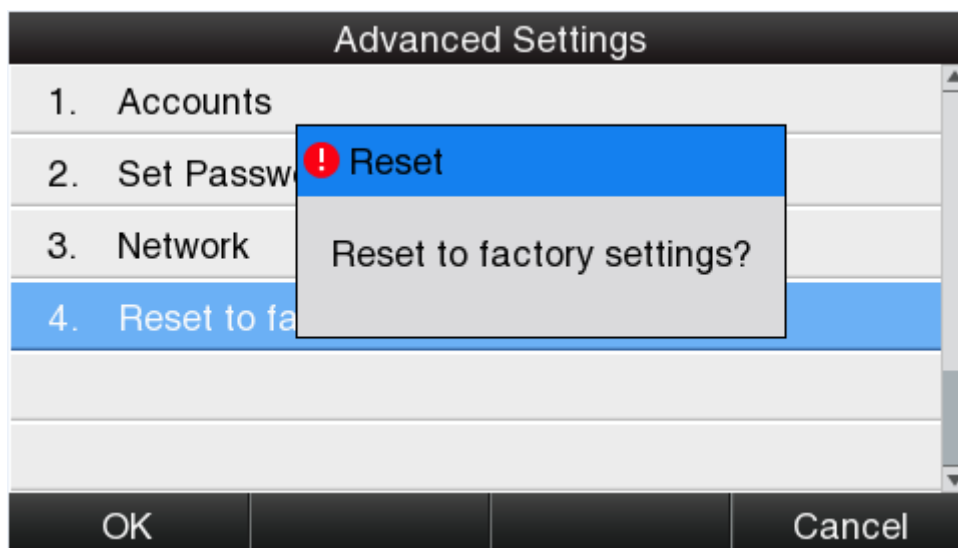 Advanced Settings
1. Accounts
2. Set Passw
Reset
3. Network
Reset to factory settings?
4. Reset to fa
OK Cancel